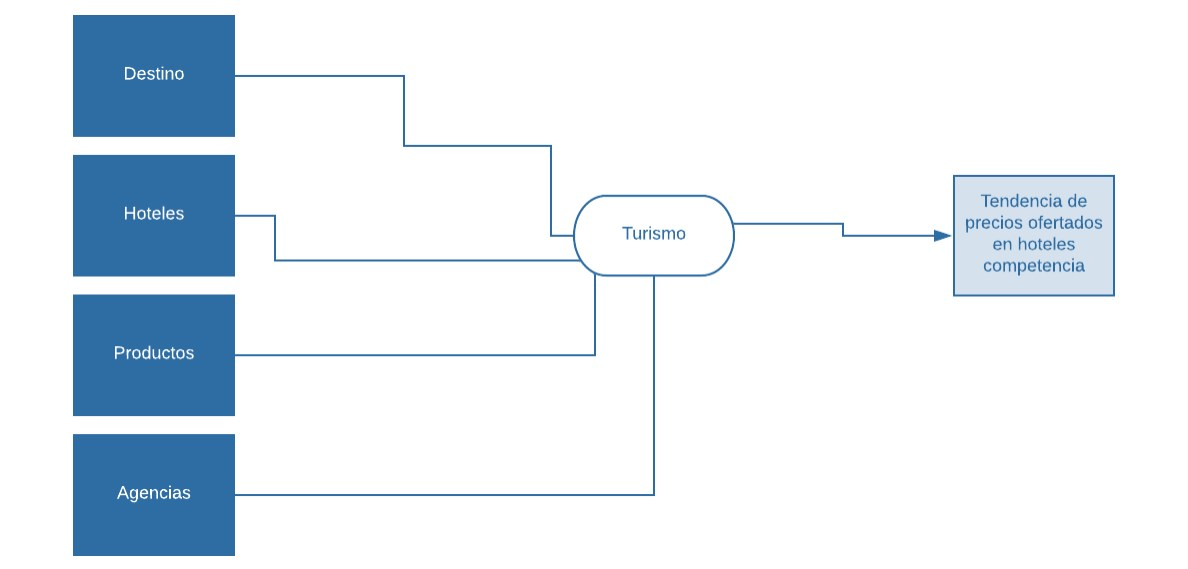 Destino
Hoteles
Productos
Agencias
Turismo
Tendencia de
precios ofertados
en hoteles
competencia